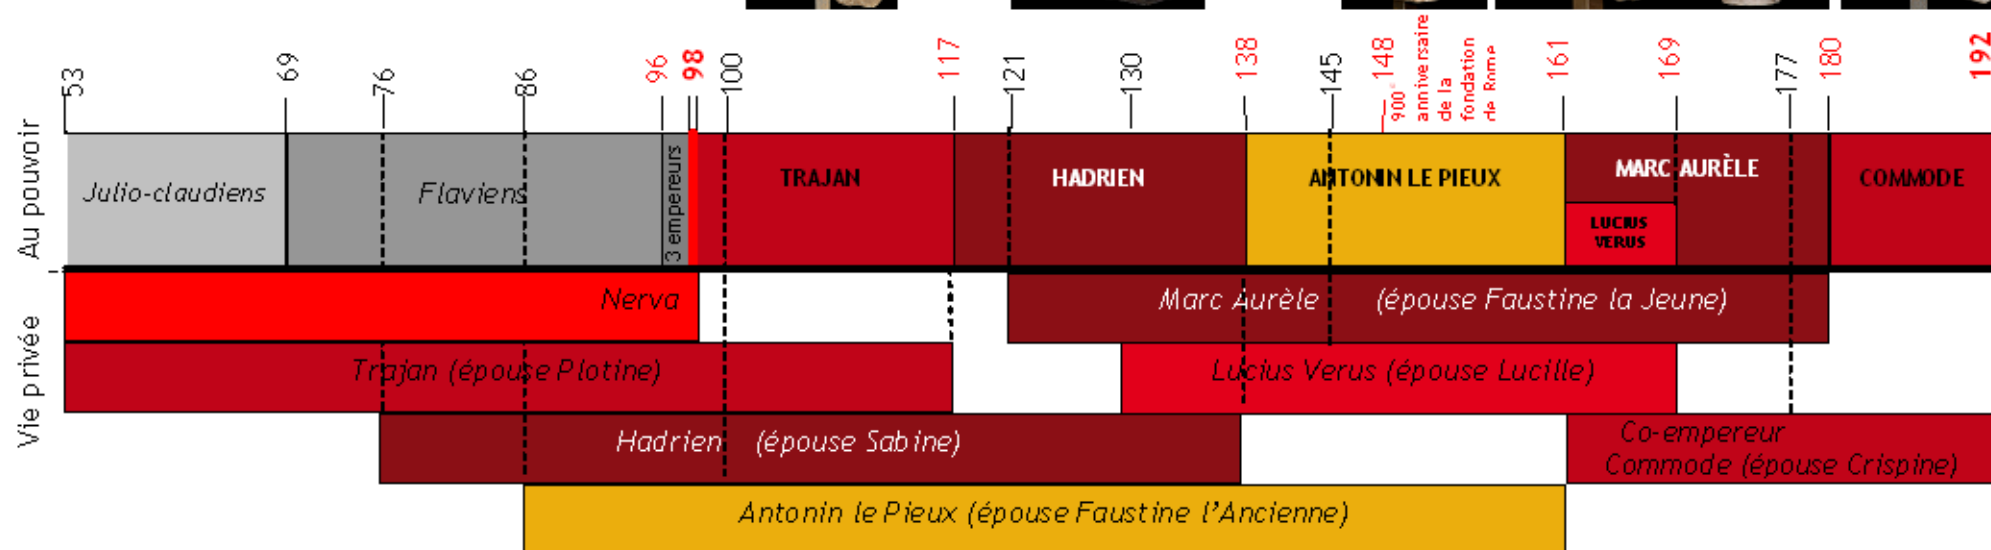 53
69
76
86
96
98
100
117
121
130
138
145
148
900°
anniversaire
de la
fondation
de Rome
161
169
177
180
192
Au pouvoir
Julio-claudiens
Flaviens
3 empereurs
TRAJAN
HADRIEN
ANTONIN LE PIEUX
MARC AURÈLE
LUCIUS
VERUS
COMMODE
Vie privée
Nerva
Marc Aurèle (épouse Faustine la Jeune)
Trajan (épouse Plotine)
Lucius Verus (épouse Lucille)
Hadrien (épouse Sabine)
Co-empereur
Commode (épouse Crispine)
Antonin le Pieux (épouse Faustine l'Ancienne)